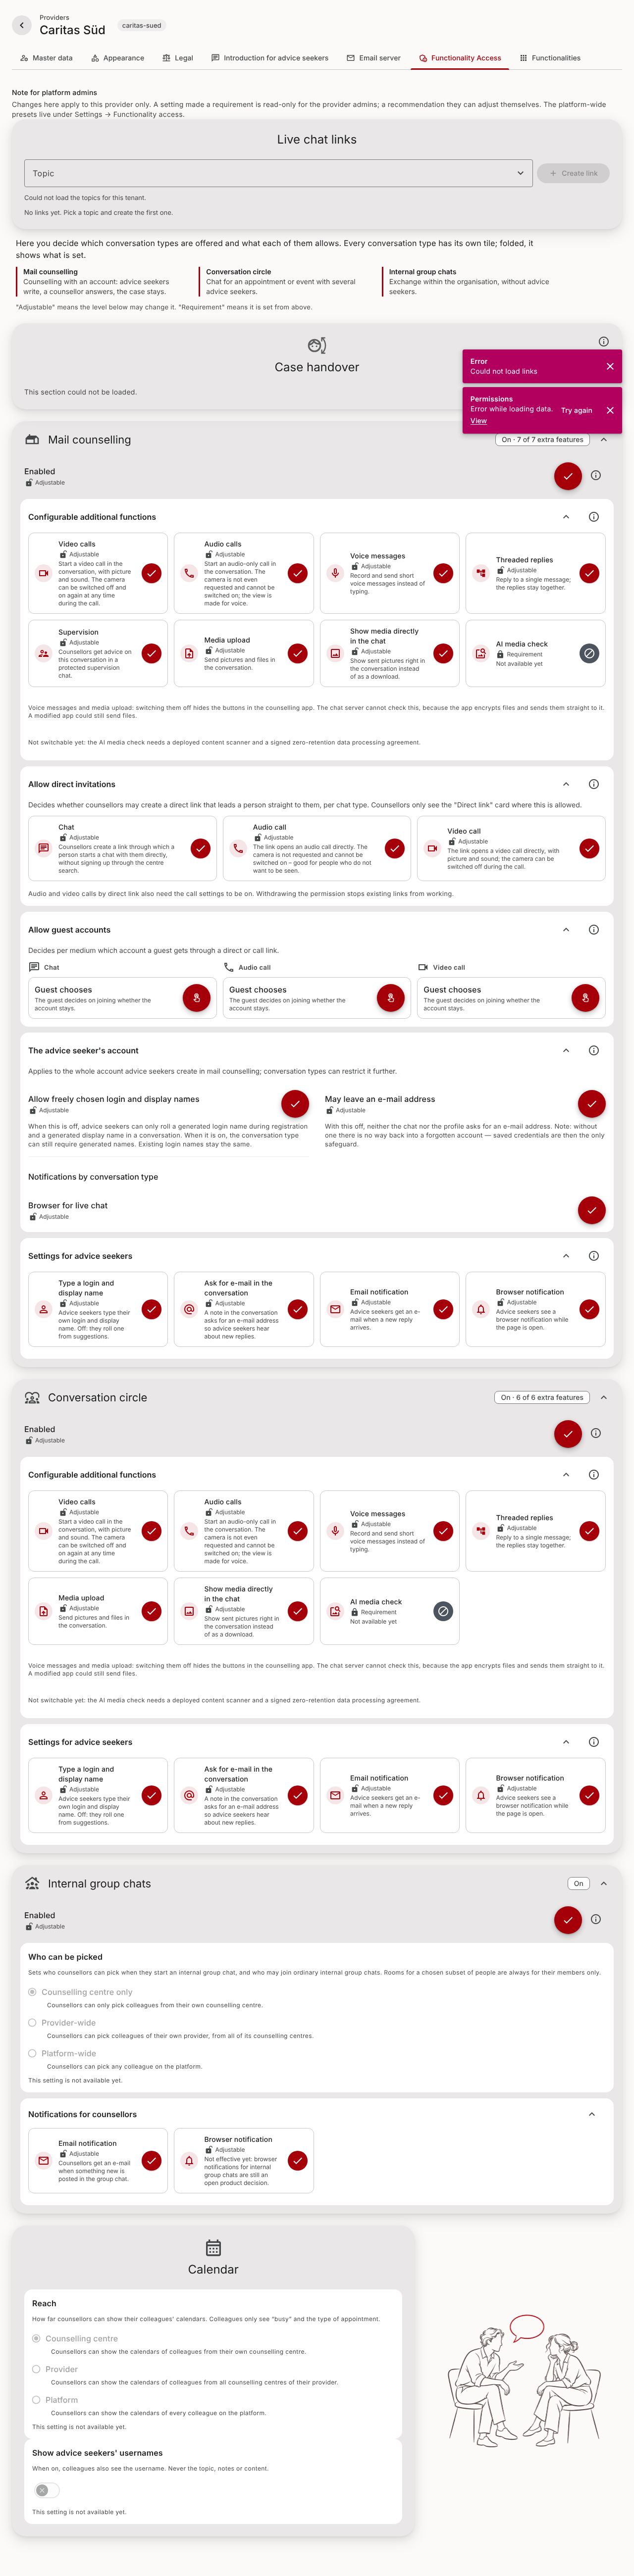 Providers
Caritas Süd
caritas-sued
Master data
Appearance
Legal
Introduction for advice seekers
Email server
Functionality Access
Functionalities
Note for platform admins
Changes here apply to this provider only. A setting made a requirement is read-only for the provider admins; a recommendation they can adjust themselves. The platform-wide
presets live under Settings → Functionality access.
Live chat links
Topic
Create link
Could not load the topics for this tenant.
No links yet. Pick a topic and create the first one.
Here you decide which conversation types are offered and what each of them allows. Every conversation type has its own tile; folded, it
shows what is set.
Mail counselling
Counselling with an account: advice seekers
write, a counsellor answers, the case stays.
Conversation circle
Chat for an appointment or event with several
advice seekers.
Internal group chats
Exchange within the organisation, without advice
seekers.
"Adjustable" means the level below may change it. "Requirement" means it is set from above.
Case handover
This section could not be loaded.
Error
Could not load links
Permissions
Error while loading data.
Try again
View
Mail counselling
On · 7 of 7 extra features
Enabled
Adjustable
Configurable additional functions
Video calls
Adjustable
Start a video call in the
conversation, with picture
and sound. The camera
can be switched off and
on again at any time
during the call.
Audio calls
Adjustable
Start an audio-only call in
the conversation. The
camera is not even
requested and cannot be
switched on; the view is
made for voice.
Voice messages
Adjustable
Record and send short
voice messages instead of
typing.
Threaded replies
Adjustable
Reply to a single message;
the replies stay together.
Supervision
Adjustable
Counsellors get advice on
this conversation in a
protected supervision
chat.
Media upload
Adjustable
Send pictures and files in
the conversation.
Show media directly
in the chat
Adjustable
Show sent pictures right in
the conversation instead
of as a download.
AI media check
Requirement
Not available yet
Voice messages and media upload: switching them off hides the buttons in the counselling app. The chat server cannot check this, because the app encrypts files and sends them straight to it.
A modified app could still send files.
Not switchable yet: the AI media check needs a deployed content scanner and a signed zero-retention data processing agreement.
Allow direct invitations
Decides whether counsellors may create a direct link that leads a person straight to them, per chat type. Counsellors only see the "Direct link" card where this is allowed.
Chat
Adjustable
Counsellors create a link through which a
person starts a chat with them directly,
without signing up through the centre
search.
Audio call
Adjustable
The link opens an audio call directly. The
camera is not requested and cannot be
switched on – good for people who do not
want to be seen.
Video call
Adjustable
The link opens a video call directly, with
picture and sound; the camera can be
switched off during the call.
Audio and video calls by direct link also need the call settings to be on. Withdrawing the permission stops existing links from working.
Allow guest accounts
Decides per medium which account a guest gets through a direct or call link.
Chat
Audio call
Video call
Guest chooses
The guest decides on joining whether the
account stays.
Guest chooses
The guest decides on joining whether the
account stays.
Guest chooses
The guest decides on joining whether the
account stays.
The advice seeker's account
Applies to the whole account advice seekers create in mail counselling; conversation types can restrict it further.
Allow freely chosen login and display names
Adjustable
When this is off, advice seekers can only roll a generated login name during registration
and a generated display name in a conversation. When it is on, the conversation type
can still require generated names. Existing login names stay the same.
May leave an e-mail address
Adjustable
With this off, neither the chat nor the profile asks for an e-mail address. Note: without
one there is no way back into a forgotten account — saved credentials are then the only
safeguard.
Notifications by conversation type
Browser for live chat
Adjustable
Settings for advice seekers
Type a login and
display name
Adjustable
Advice seekers type their
own login and display
name. Off: they roll one
from suggestions.
Ask for e-mail in the
conversation
Adjustable
A note in the conversation
asks for an e-mail address
so advice seekers hear
about new replies.
Email notification
Adjustable
Advice seekers get an e-
mail when a new reply
arrives.
Browser notification
Adjustable
Advice seekers see a
browser notification while
the page is open.
Conversation circle
On · 6 of 6 extra features
Enabled
Adjustable
Configurable additional functions
Video calls
Adjustable
Start a video call in the
conversation, with picture
and sound. The camera
can be switched off and
on again at any time
during the call.
Audio calls
Adjustable
Start an audio-only call in
the conversation. The
camera is not even
requested and cannot be
switched on; the view is
made for voice.
Voice messages
Adjustable
Record and send short
voice messages instead of
typing.
Threaded replies
Adjustable
Reply to a single message;
the replies stay together.
Media upload
Adjustable
Send pictures and files in
the conversation.
Show media directly
in the chat
Adjustable
Show sent pictures right in
the conversation instead
of as a download.
AI media check
Requirement
Not available yet
Voice messages and media upload: switching them off hides the buttons in the counselling app. The chat server cannot check this, because the app encrypts files and sends them straight to it.
A modified app could still send files.
Not switchable yet: the AI media check needs a deployed content scanner and a signed zero-retention data processing agreement.
Settings for advice seekers
Type a login and
display name
Adjustable
Advice seekers type their
own login and display
name. Off: they roll one
from suggestions.
Ask for e-mail in the
conversation
Adjustable
A note in the conversation
asks for an e-mail address
so advice seekers hear
about new replies.
Email notification
Adjustable
Advice seekers get an e-
mail when a new reply
arrives.
Browser notification
Adjustable
Advice seekers see a
browser notification while
the page is open.
Internal group chats
On
Enabled
Adjustable
Who can be picked
Sets who counsellors can pick when they start an internal group chat, and who may join ordinary internal group chats. Rooms for a chosen subset of people are always for their members only.
Counselling centre only
Counsellors can only pick colleagues from their own counselling centre.
Provider-wide
Counsellors can pick colleagues of their own provider, from all of its counselling centres.
Platform-wide
Counsellors can pick any colleague on the platform.
This setting is not available yet.
Notifications for counsellors
Email notification
Adjustable
Counsellors get an e-mail
when something new is
posted in the group chat.
Browser notification
Adjustable
Not effective yet: browser
notifications for internal
group chats are still an
open product decision.
Calendar
Reach
How far counsellors can show their colleagues' calendars. Colleagues only see "busy" and the type of appointment.
Counselling centre
Counsellors can show the calendars of colleagues from their own counselling centre.
Provider
Counsellors can show the calendars of colleagues from all counselling centres of their provider.
Platform
Counsellors can show the calendars of every colleague on the platform.
This setting is not available yet.
Show advice seekers' usernames
When on, colleagues also see the username. Never the topic, notes or content.
This setting is not available yet.